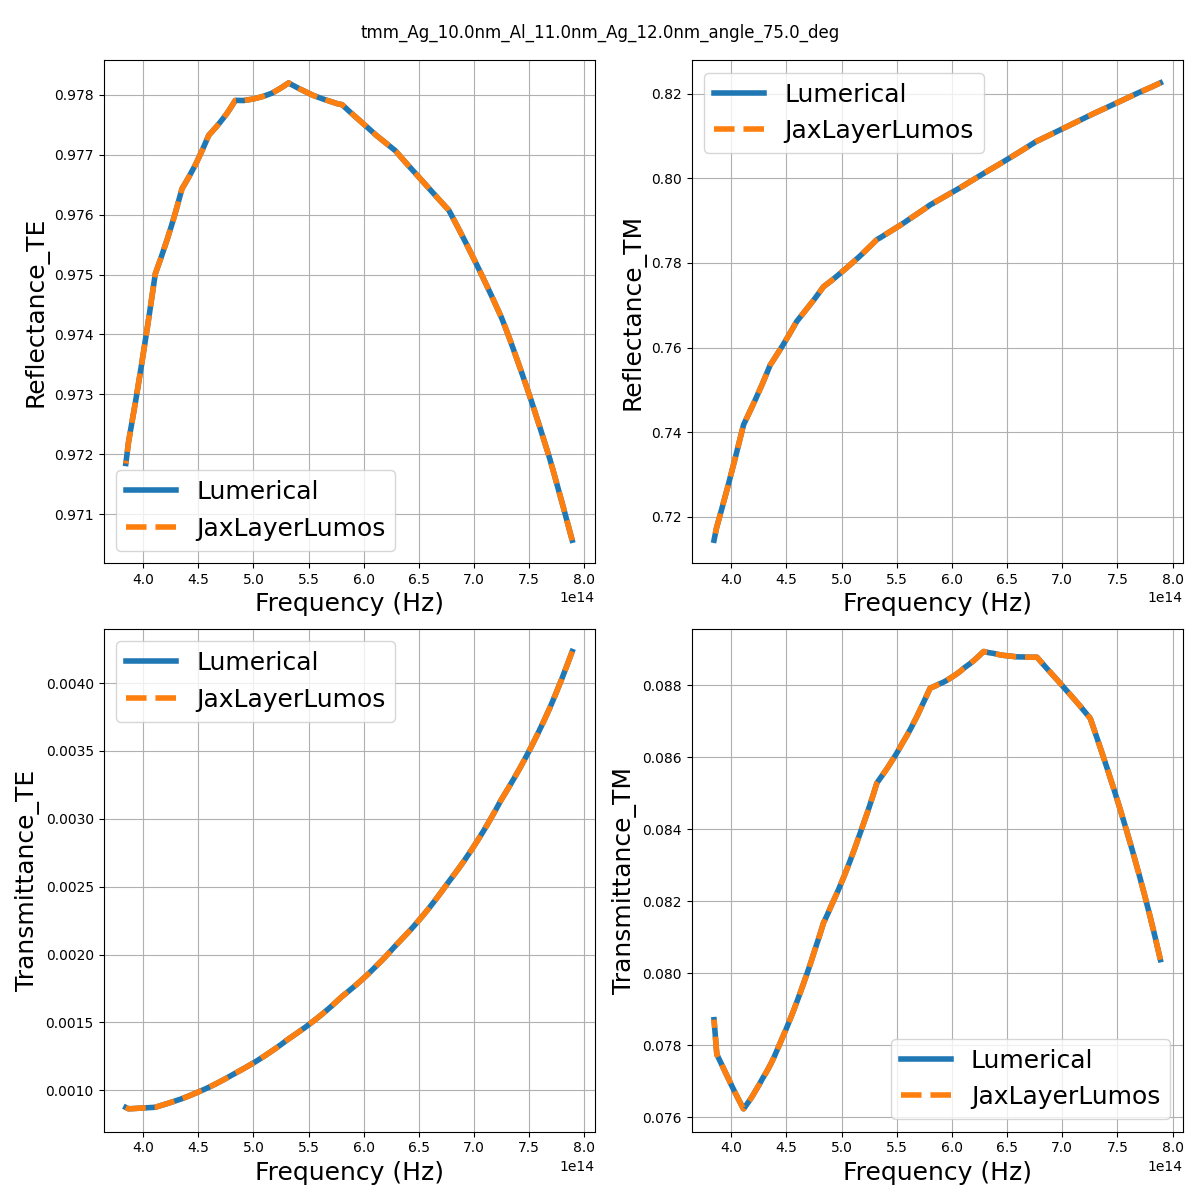 tmm_Ag_10.0nm_Al_11.0nm_Ag_12.0nm_angle_75.0_deg
Reflectance_TE
0.978
0.977
0.976
0.975
0.974
0.973
0.972
0.971
Lumerical
JaxLayerLumos
4.0 4.5 5.0 5.5 6.0 6.5 7.0 7.5 8.0
1e14
Frequency (Hz)
Reflectance_TM
0.82
0.80
0.78
0.76
0.74
0.72
Lumerical
JaxLayerLumos
4.0 4.5 5.0 5.5 6.0 6.5 7.0 7.5 8.0
1e14
Frequency (Hz)
Transmittance_TE
0.0040
0.0035
0.0030
0.0025
0.0020
0.0015
0.0010
Lumerical
JaxLayerLumos
4.0 4.5 5.0 5.5 6.0 6.5 7.0 7.5 8.0
1e14
Frequency (Hz)
Transmittance_TM
0.088
0.086
0.084
0.082
0.080
0.078
0.076
Lumerical
JaxLayerLumos
4.0 4.5 5.0 5.5 6.0 6.5 7.0 7.5 8.0
1e14
Frequency (Hz)